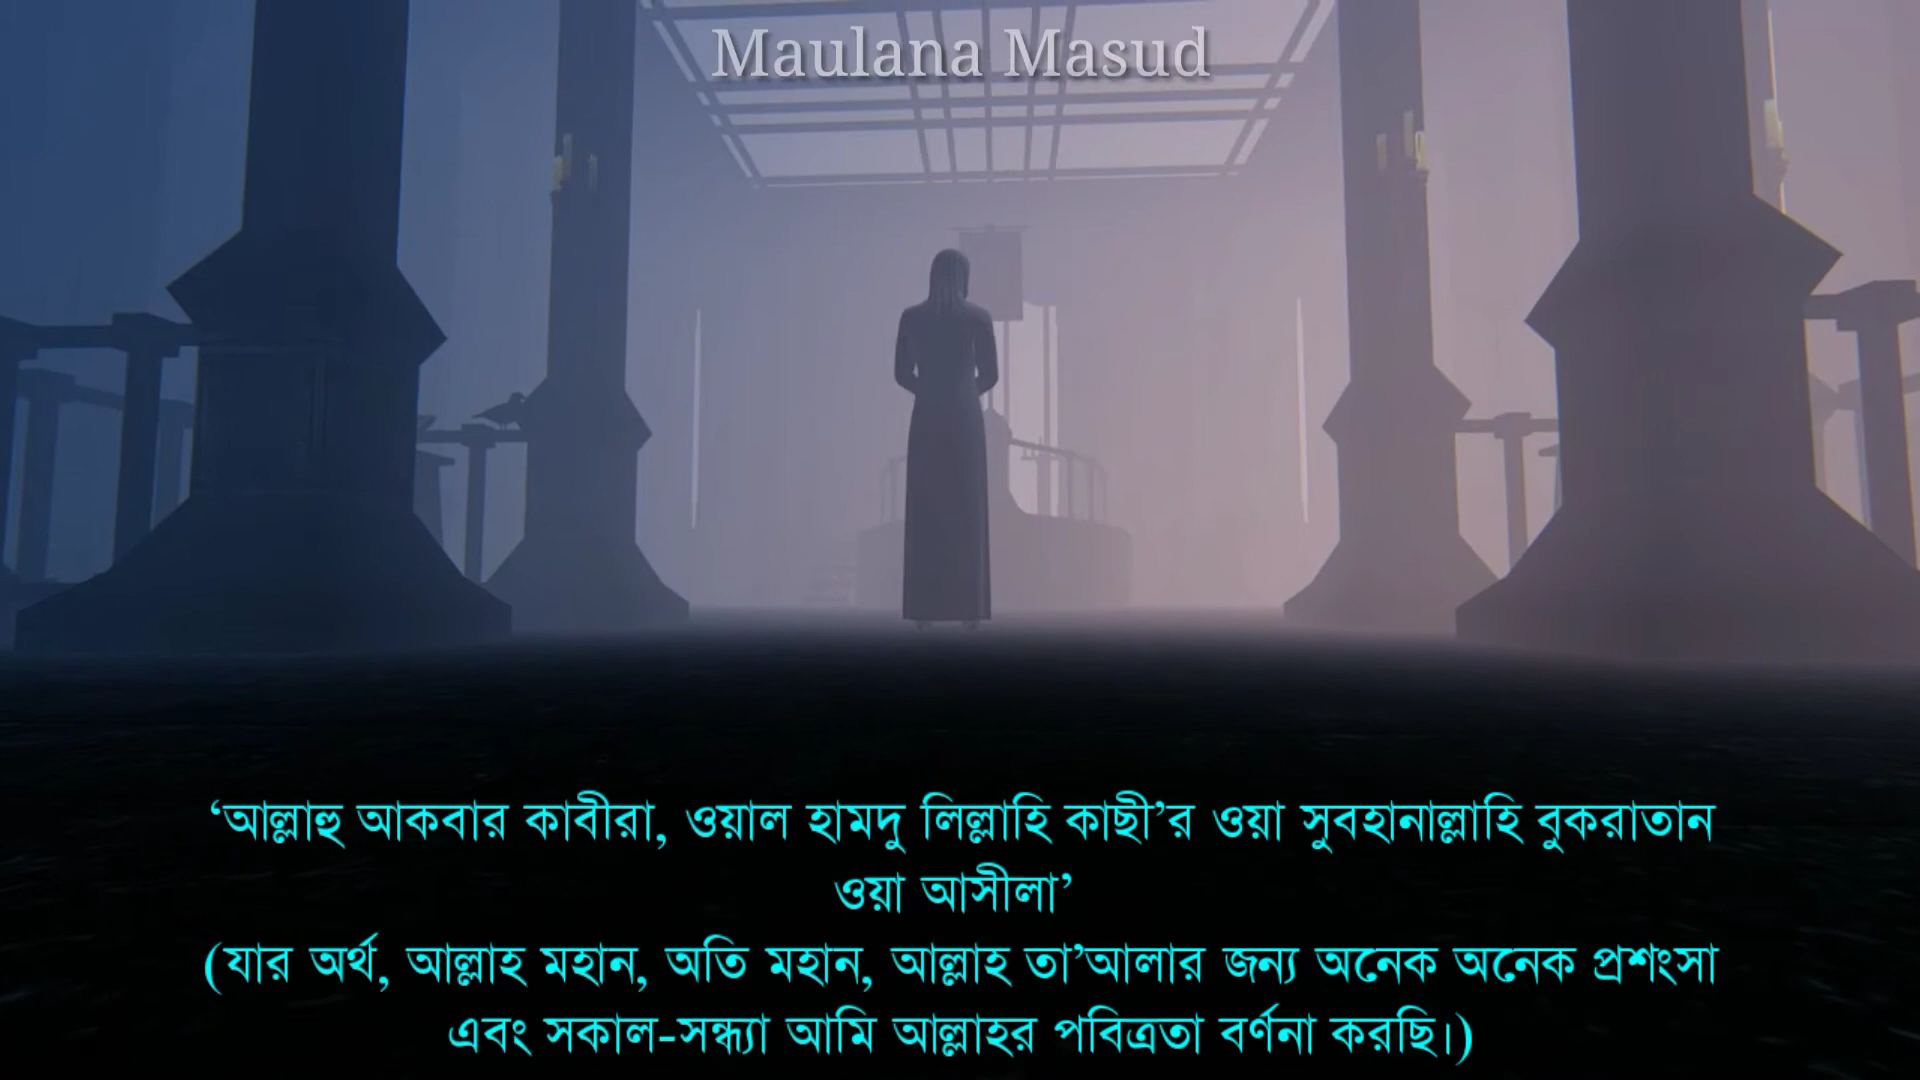 Maulana Masud
‘আল্লাহু আকবার কাবীরা, ওয়াল হামদু লিল্লাহি কাছী’র ওয়া সুবহানাল্লাহি বুকরাতান
ওয়া আসীলা’
(যার অর্থ, আল্লাহ মহান, অতি মহান, আল্লাহ তা’আলার জন্য অনেক অনেক প্রশংসা
এবং সকাল-সন্ধ্যা আমি আল্লাহর পবিত্রতা বর্ণনা করছি।)